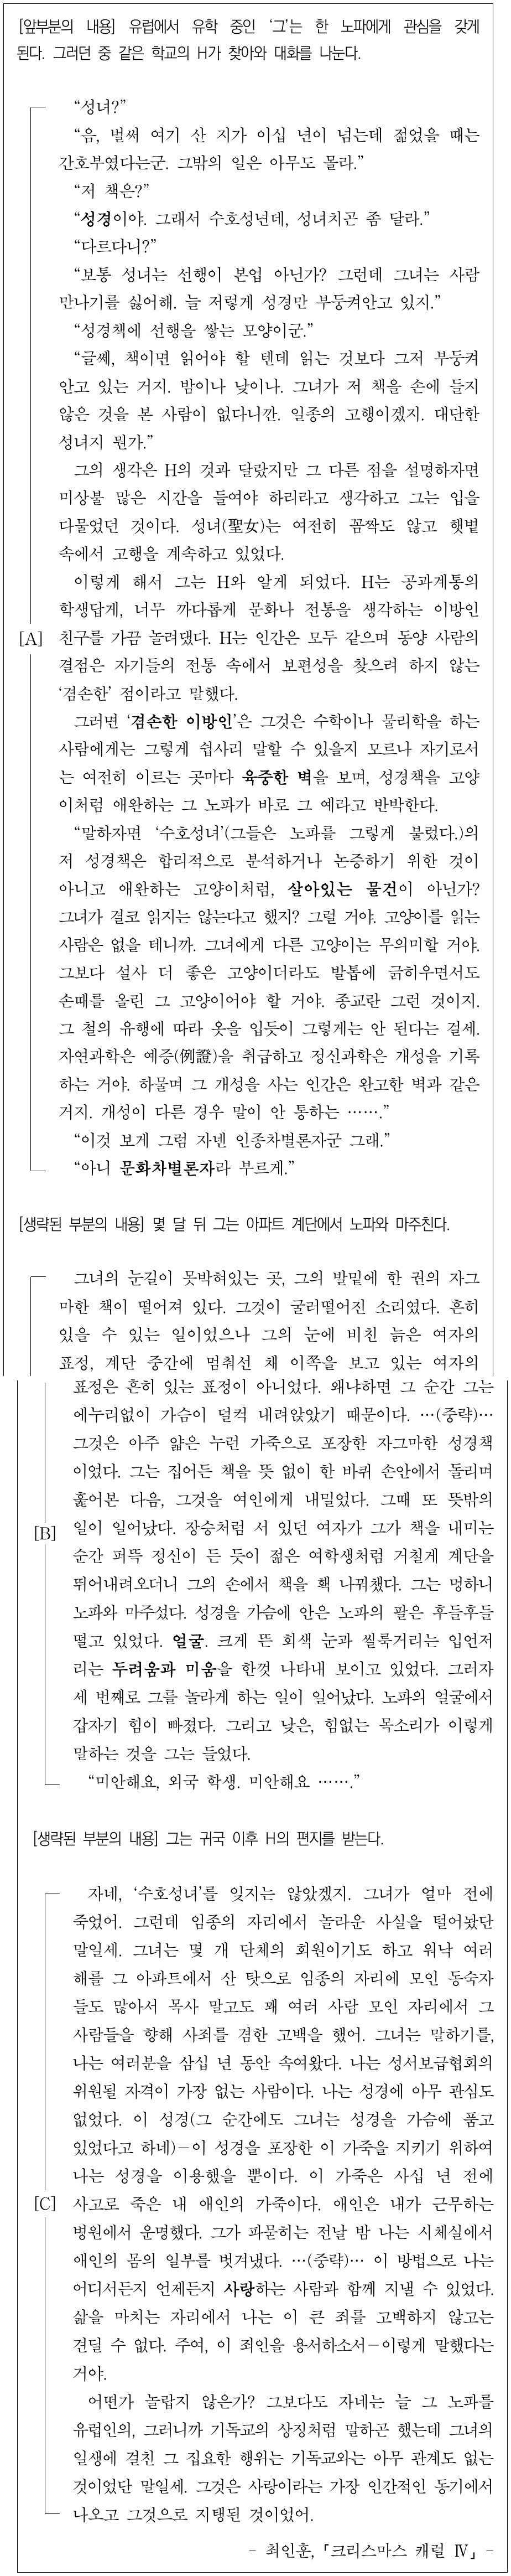 [앞부분의 내용] 유럽에서 유학 중인 ‘그’는 한 노파에게 관심을 갖게
된다. 그러던 중 같은 학교의 H가 찾아와 대화를 나눈다.
“성녀?”
“음, 벌써 여기 산 지가 이십 년이 넘는데 젊었을 때는
간호부였다는군. 그밖의 일은 아무도 몰라.”
“저 책은?”
“성경이야. 그래서 수호성년데, 성녀치곤 좀 달라.”
“다르다니?”
“보통 성녀는 선행이 본업 아닌가? 그런데 그녀는 사람
만나기를 싫어해. 늘 저렇게 성경만 부둥켜안고 있지.”
“성경책에 선행을 쌓는 모양이군.”
“글쎄, 책이면 읽어야 할 텐데 읽는 것보다 그저 부둥켜
안고 있는 거지. 밤이나 낮이나. 그녀가 저 책을 손에 들지
않은 것을 본 사람이 없다니깐. 일종의 고행이겠지. 대단한
성녀지 뭔가.”
그의 생각은 H의 것과 달랐지만 그 다른 점을 설명하자면
미상불 많은 시간을 들여야 하리라고 생각하고 그는 입을
다물었던 것이다. 성녀(聖女)는 여전히 꼼짝도 않고 햇볕
속에서 고행을 계속하고 있었다.
이렇게 해서 그는 H와 알게 되었다. H는 공과계통의
학생답게, 너무 까다롭게 문화나 전통을 생각하는 이방인
친구를 가끔 놀려댔다. H는 인간은 모두 같으며 동양 사람의
[A]
결점은 자기들의 전통 속에서 보편성을 찾으려 하지 않는
‘겸손한’ 점이라고 말했다.
그러면 ‘겸손한 이방인’은 그것은 수학이나 물리학을 하는
사람에게는 그렇게 쉽사리 말할 수 있을지 모르나 자기로서
는 여전히 이르는 곳마다 육중한 벽을 보며, 성경책을 고양
이처럼 애완하는 그 노파가 바로 그 예라고 반박한다.
“말하자면 ‘수호성녀’(그들은 노파를 그렇게 불렀다.)의
저 성경책은 합리적으로 분석하거나 논증하기 위한 것이
아니고 애완하는 고양이처럼, 살아있는 물건이 아닌가?
그녀가 결코 읽지는 않는다고 했지? 그럴 거야. 고양이를 읽는
사람은 없을 테니까. 그녀에게 다른 고양이는 무의미할 거야.
그보다 설사 더 좋은 고양이더라도 발톱에 긁히우면서도
손때를 올린 그 고양이어야 할 거야. 종교란 그런 것이지.
그 철의 유행에 따라 옷을 입듯이 그렇게는 안 된다는 걸세.
자연과학은 예증(例證)을 취급하고 정신과학은 개성을 기록
하는 거야. 하물며 그 개성을 사는 인간은 완고한 벽과 같은
거지. 개성이 다른 경우 말이 안 통하는 …….”
“이것 보게 그럼 자넨 인종차별론자군 그래.”
“아니 문화차별론자라 부르게.”
[생략된 부분의 내용] 몇 달 뒤 그는 아파트 계단에서 노파와 마주친다.
그녀의 눈길이 못박혀있는 곳, 그의 발밑에 한 권의 자그
마한 책이 떨어져 있다. 그것이 굴러떨어진 소리였다. 흔히
있을 수 있는 일이었으나 그의 눈에 비친 늙은 여자의
표정, 계단 중간에 멈춰선 채 이쪽을 보고 있는 여자의
표정은 흔히 있는 표정이 아니었다. 왜냐하면 그 순간 그는
에누리없이 가슴이 덜컥 내려앉았기 때문이다. …(중략)…
그것은 아주 얇은 누런 가죽으로 포장한 자그마한 성경책
이었다. 그는 집어든 책을 뜻 없이 한 바퀴 손안에서 돌리며
훑어본 다음, 그것을 여인에게 내밀었다. 그때 또 뜻밖의
[B]
일이 일어났다. 장승처럼 서 있던 여자가 그가 책을 내미는
순간 퍼뜩 정신이 든 듯이 젊은 여학생처럼 거칠게 계단을
뛰어내려오더니 그의 손에서 책을 홱 나꿔챘다. 그는 멍하니
노파와 마주섰다. 성경을 가슴에 안은 노파의 팔은 후들후들
떨고 있었다. 얼굴. 크게 뜬 회색 눈과 씰룩거리는 입언저
리는 두려움과 미움을 한껏 나타내 보이고 있었다. 그러자
세 번째로 그를 놀라게 하는 일이 일어났다. 노파의 얼굴에서
갑자기 힘이 빠졌다. 그리고 낮은, 힘없는 목소리가 이렇게
말하는 것을 그는 들었다.
“미안해요, 외국 학생. 미안해요 …….”
[생략된 부분의 내용] 그는 귀국 이후 H의 편지를 받는다.
자네, ‘수호성녀’를 잊지는 않았겠지. 그녀가 얼마 전에
죽었어. 그런데 임종의 자리에서 놀라운 사실을 털어놨단
말일세. 그녀는 몇 개 단체의 회원이기도 하고 워낙 여러
해를 그 아파트에서 산 탓으로 임종의 자리에 모인 동숙자
들도 많아서 목사 말고도 꽤 여러 사람 모인 자리에서 그
사람들을 향해 사죄를 겸한 고백을 했어. 그녀는 말하기를,
나는 여러분을 삼십 년 동안 속여왔다. 나는 성서보급협회의
위원될 자격이 가장 없는 사람이다. 나는 성경에 아무 관심도
없었다. 이 성경(그 순간에도 그녀는 성경을 가슴에 품고
있었다고 하네)－이 성경을 포장한 이 가죽을 지키기 위하여
나는 성경을 이용했을 뿐이다. 이 가죽은 사십 년 전에
[C]
사고로 죽은 내 애인의 가죽이다. 애인은 내가 근무하는
병원에서 운명했다. 그가 파묻히는 전날 밤 나는 시체실에서
애인의 몸의 일부를 벗겨냈다. …(중략)… 이 방법으로 나는
어디서든지 언제든지 사랑하는 사람과 함께 지낼 수 있었다.
삶을 마치는 자리에서 나는 이 큰 죄를 고백하지 않고는
견딜 수 없다. 주여, 이 죄인을 용서하소서－이렇게 말했다는
거야.
어떤가 놀랍지 않은가? 그보다도 자네는 늘 그 노파를
유럽인의, 그러니까 기독교의 상징처럼 말하곤 했는데 그녀의
일생에 걸친 그 집요한 행위는 기독교와는 아무 관계도 없는
것이었단 말일세. 그것은 사랑이라는 가장 인간적인 동기에서
나오고 그것으로 지탱된 것이었어.
- 최인훈, 「크리스마스 캐럴 Ⅳ」 -